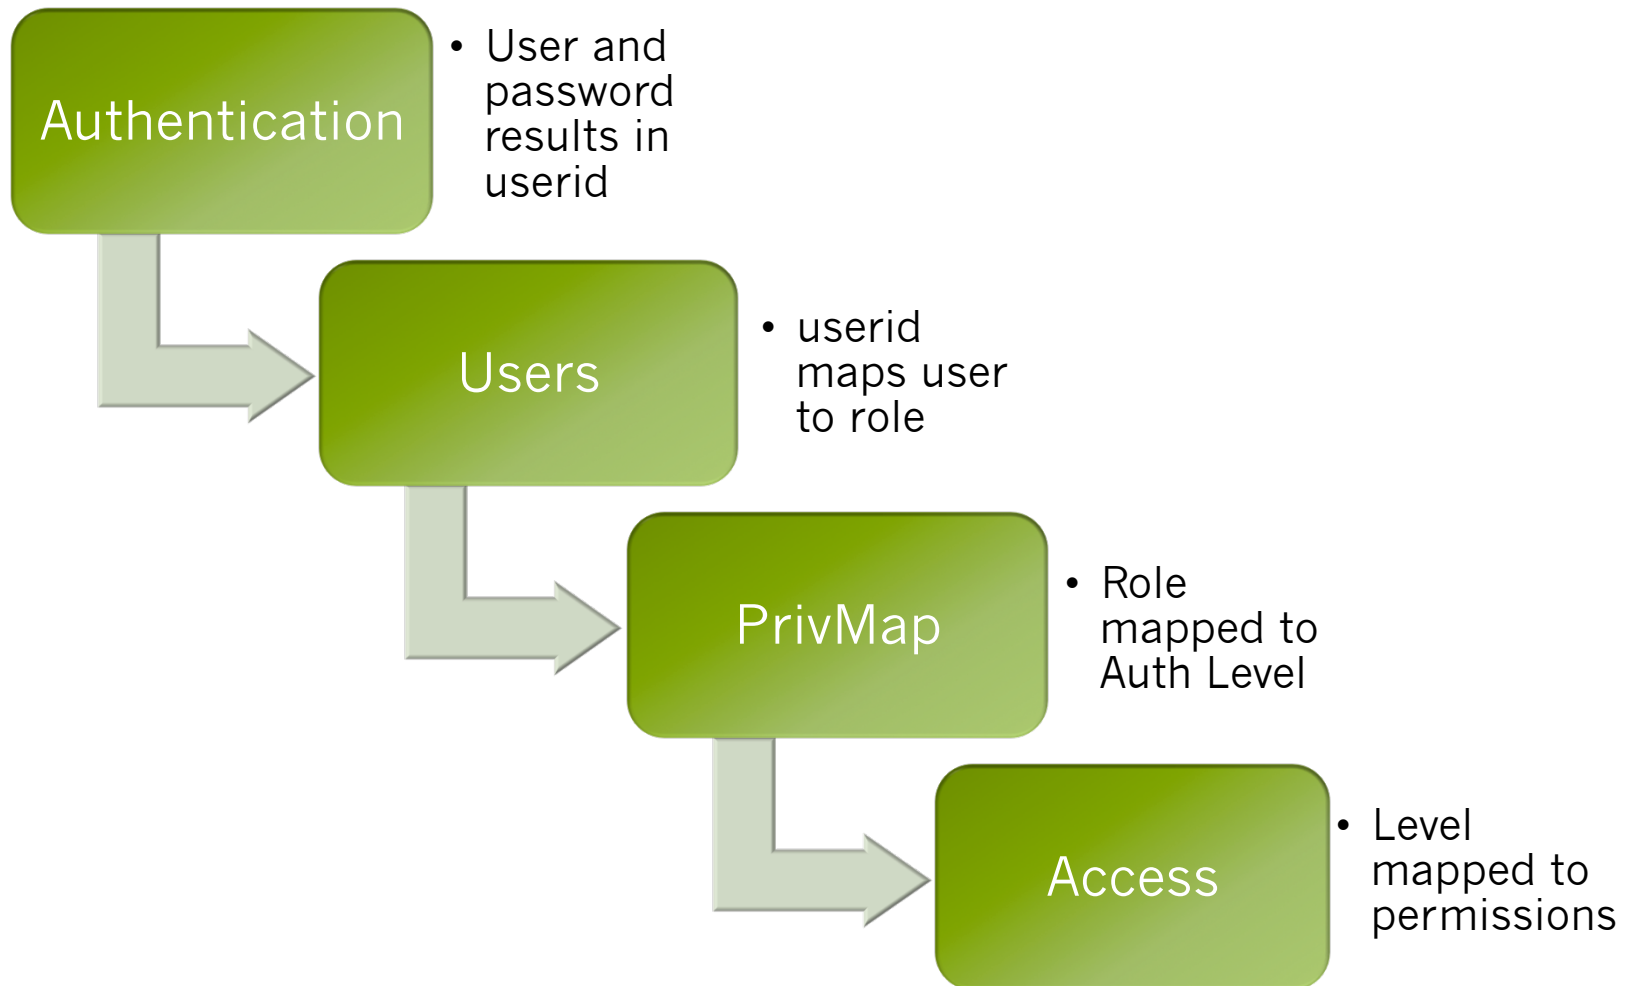 Authentication
• User and
password
results in
userid
Users
• userid
maps user
to role
PrivMap
• Role
mapped to
Auth Level
Access
• Level
mapped to
permissions